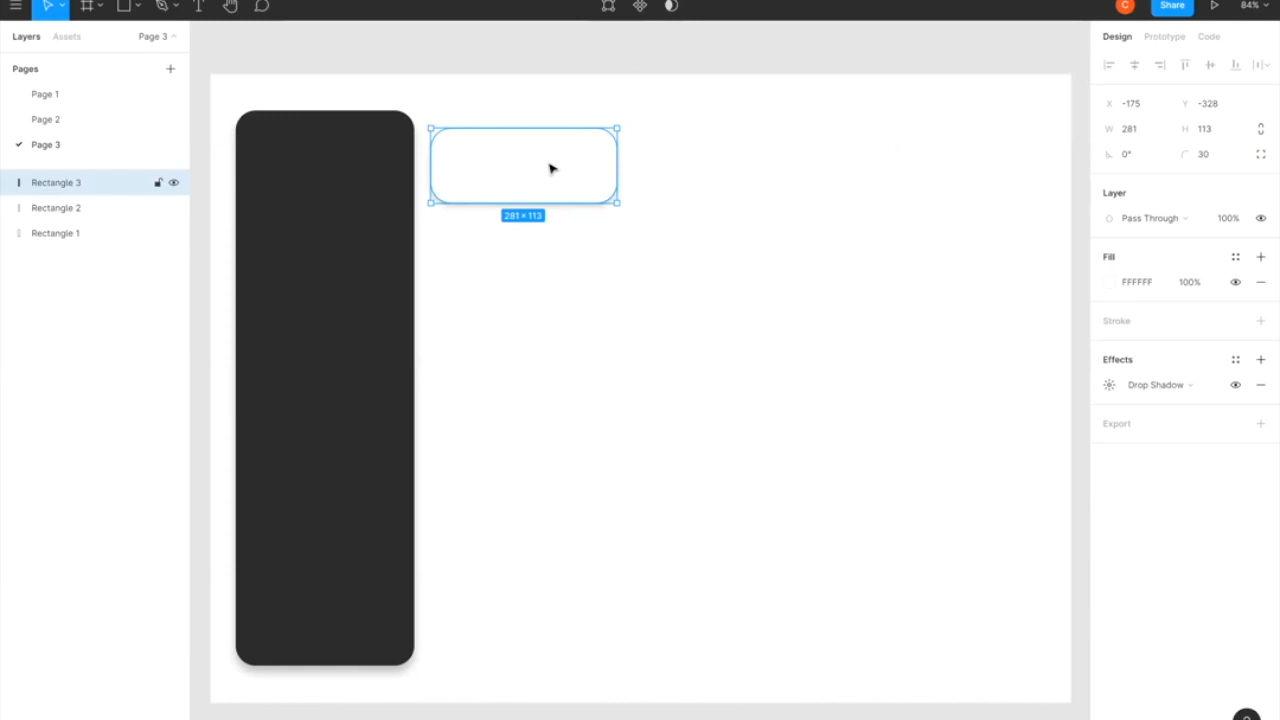 C
Share
84%
Layers
Assets
Page 3
Design
Prototype
Code
Pages
Page 1
Page 2
Page 3
Rectangle 3
Rectangle 2
Rectangle 1
281 × 113
X -175
Y -328
W 281
H 113
0°
30
Layer
Pass Through
100%
Fill
FFFFFF
100%
Stroke
Effects
Drop Shadow
Export